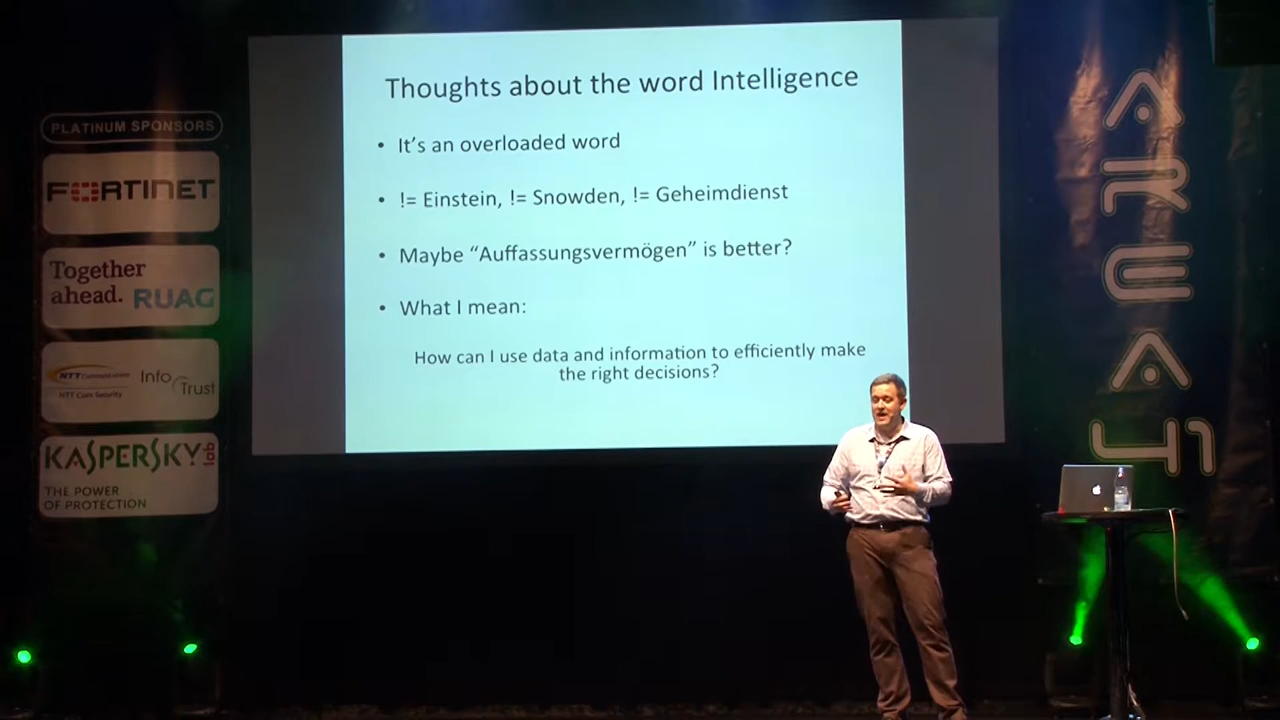 Thoughts about the word Intelligence
• It's an overloaded word
• != Einstein, != Snowden, != Geheimdienst
• Maybe “Auffassungsvermögen” is better?
• What I mean:
How can I use data and information to efficiently make
the right decisions?
PLATINUM SPONSORS
FORTINET
Together
ahead. RUAG
NTT Communications
NTT Com Security
Info Trust
KASPERSKY lab
THE POWER
OF PROTECTION
AREA41